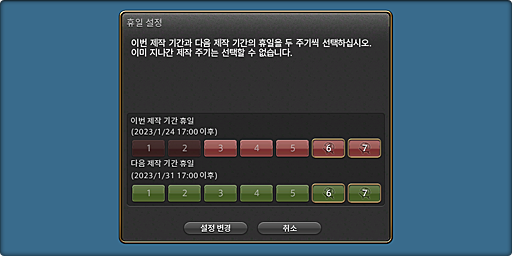 휴일 설정
이번 제작 기간과 다음 제작 기간의 휴일을 두 주기씩 선택하십시오.
이미 지나간 제작 주기는 선택할 수 없습니다.
이번 제작 기간 휴일
(2023/1/24 17:00 이후)
1 2 3 4 5 6 7
다음 제작 기간 휴일
(2023/1/31 17:00 이후)
1 2 3 4 5 6 7
설정 변경 취소